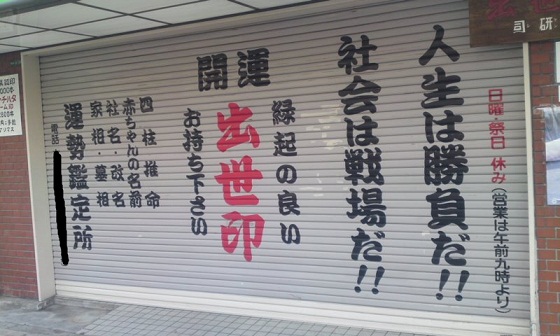 日曜・祭日 休み(営業は午前九時より)
人生は勝負だ!!
社会は戦場だ!!
開運
縁起の良い
出世印
お持ち下さい
四柱推命
赤ちゃんの名前
社名・改名
家相・墓相
運勢鑑定所
電話